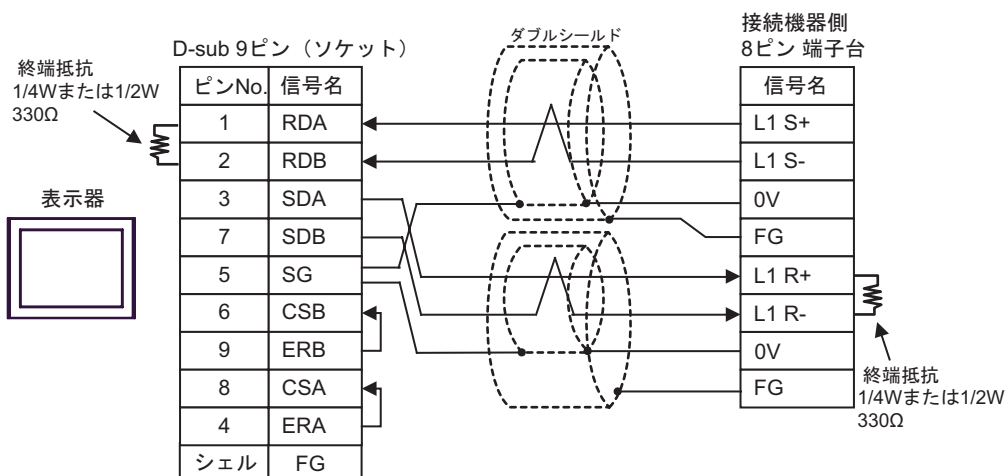 接続機器側
8ピン 端子台
ダブルシールド
D-sub 9ピン（ソケット）
終端抵抗
1/4Wまたは1/2W
330Ω
表示器
ピンNo. 信号名
1 RDA
2 RDB
3 SDA
7 SDB
5 SG
6 CSB
9 ERB
8 CSA
4 ERA
シェル FG
信号名
L1 S+
L1 S-
0V
FG
L1 R+
L1 R-
0V
FG
終端抵抗
1/4Wまたは1/2W
330Ω